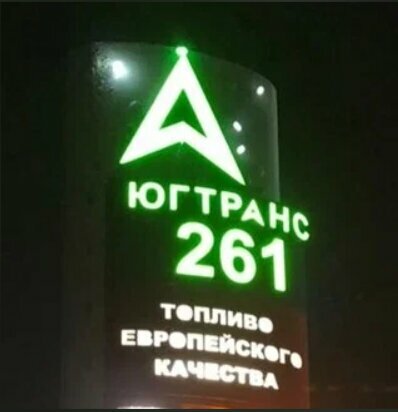 ЮГТРАНС
261
ТОПЛИВО
ЕВРОПЕЙСКОГО
КАЧЕСТВА